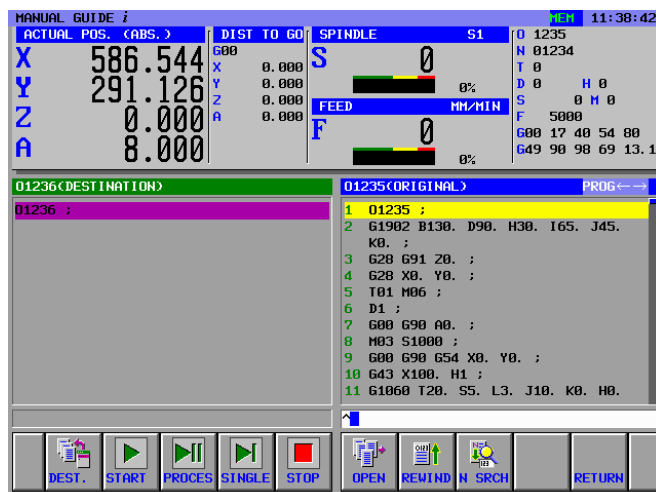 MANUAL GUIDE i MEM 11:38:42
ACTUAL POS. (ABS.)
X 586.544
Y 291.126
Z 0.000
A 8.000
DIST TO GO
G00
X 0.000
Y 0.000
Z 0.000
A 0.000
SPINDLE S1
S 0
0%
FEED MM/MIN
F 0
0%
O 1235
N 01234
T 0
D 0 H 0
S 0 M 0
F 5000
G00 17 40 54 80
G49 90 98 69 13.1
O1236(DESTINATION)
O1236 ;
O1235(ORIGINAL) PROG←→
1 O1235 ;
2 G1902 B130. D90. H30. I65. J45.
K0. ;
3 G28 G91 Z0. ;
4 G28 X0. Y0. ;
5 T01 M06 ;
6 D1 ;
7 G00 G90 A0. ;
8 M03 S1000 ;
9 G00 G90 G54 X0. Y0. ;
10 G43 X100. H1 ;
11 G1060 T20. S5. L3. J10. K0. H0.
^
DEST. START PROCES SINGLE STOP OPEN REWIND N SRCH RETURN